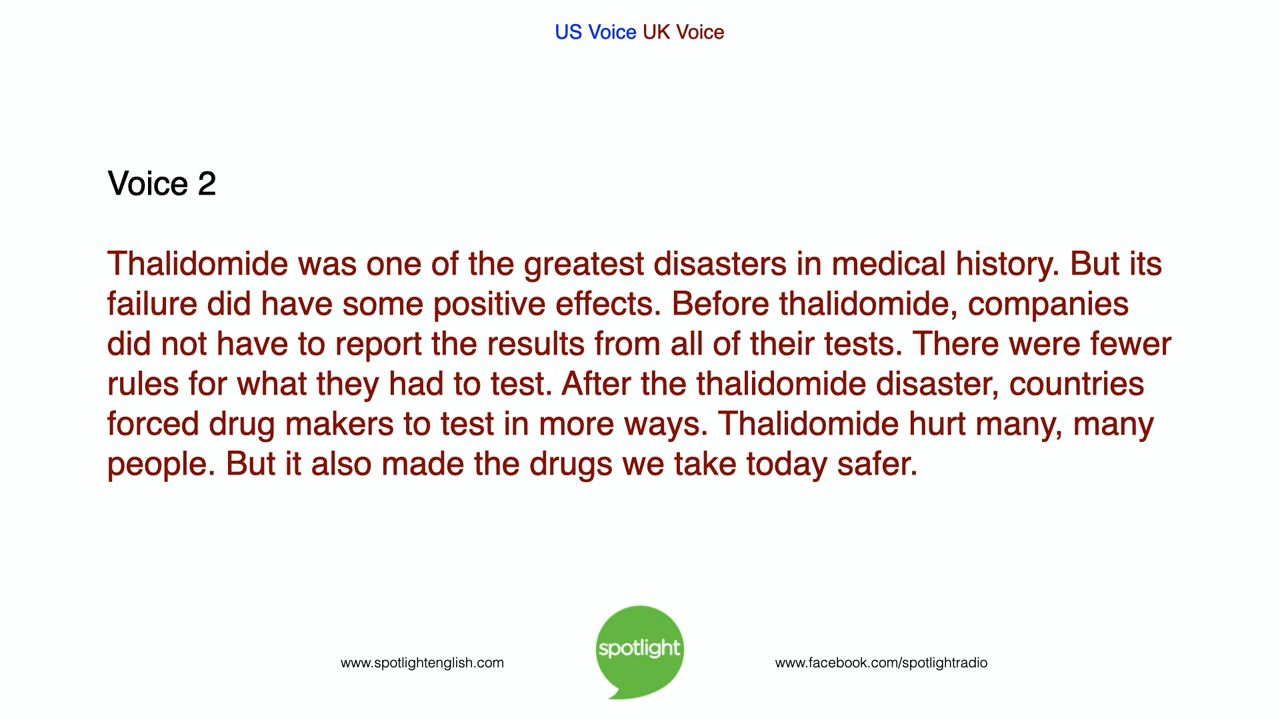 US Voice UK Voice
Voice 2
Thalidomide was one of the greatest disasters in medical history. But its
failure did have some positive effects. Before thalidomide, companies
did not have to report the results from all of their tests. There were fewer
rules for what they had to test. After the thalidomide disaster, countries
forced drug makers to test in more ways. Thalidomide hurt many, many
people. But it also made the drugs we take today safer.
www.spotlightenglish.com
spotlight
www.facebook.com/spotlightradio